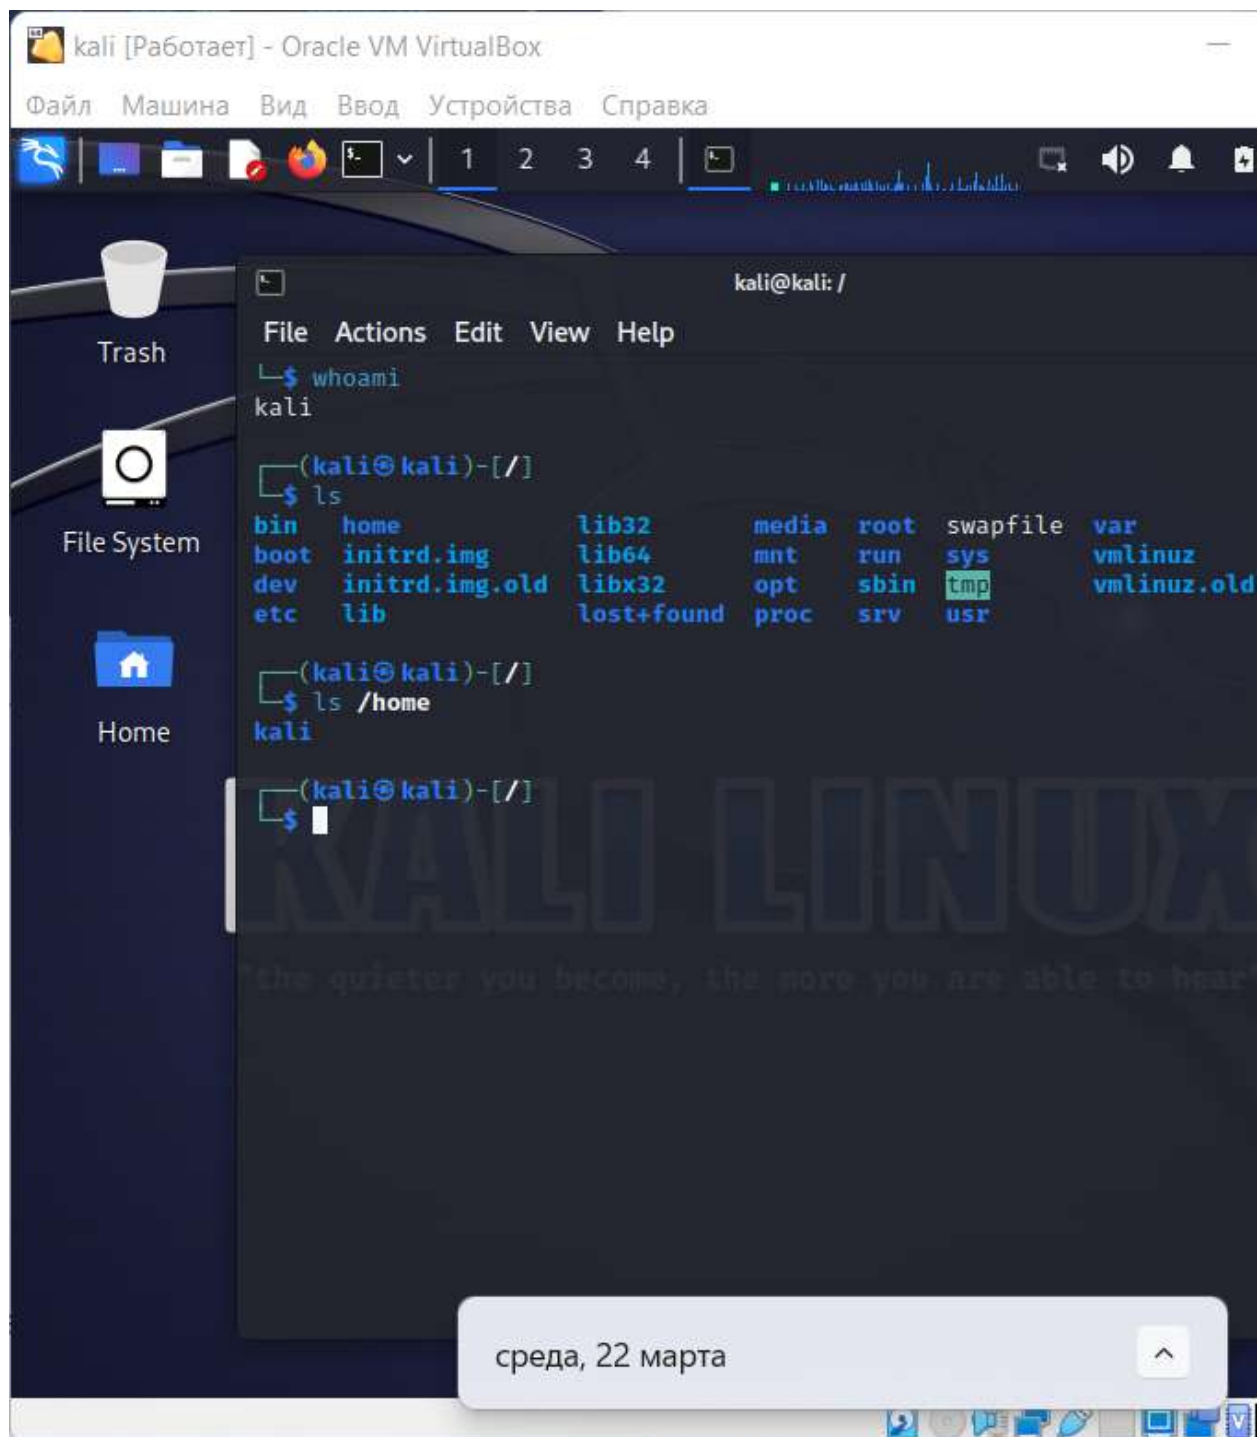 kali [Работает] - Oracle VM VirtualBox
Файл Машина Вид Ввод Устройства Справка
1 2 3 4
kali@kali: /
File Actions Edit View Help
Trash
File System
Home
└─$ whoami
kali
┌──(kali㉿kali)-[/]
└─$ ls
bin home lib32 media root swapfile var
boot initrd.img lib64 mnt run sys vmlinuz
dev initrd.img.old libx32 opt sbin tmp vmlinuz.old
etc lib lost+found proc srv usr
┌──(kali㉿kali)-[/]
└─$ ls /home
kali
┌──(kali㉿kali)-[/]
└─$
KALI LINUX
"the quieter you become, the more you are able to hear"
среда, 22 марта